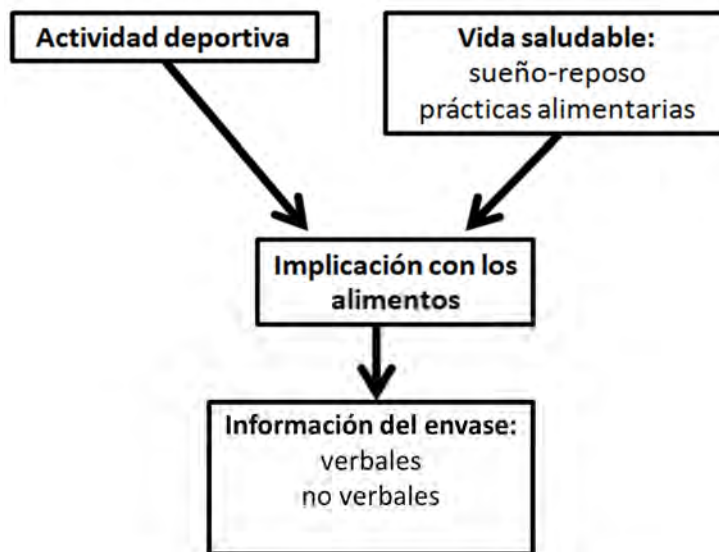 Actividad deportiva
Vida saludable:
sueño-reposo
prácticas alimentarias
Implicación con los
alimentos
Información del envase:
verbales
no verbales